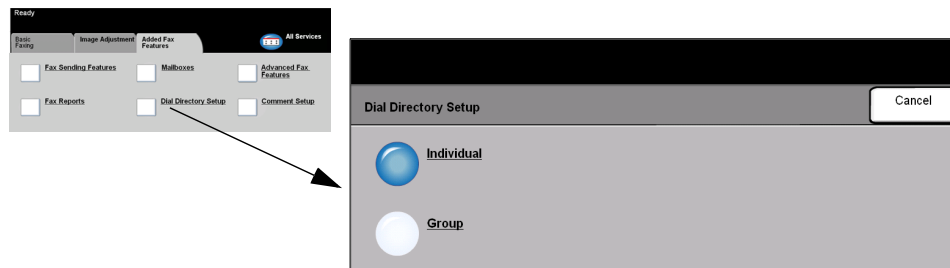 Ready
Basic
Faxing
Image Adjustment
Added Fax
Features
All Services
Fax Sending Features
Mailboxes
Advanced Fax
Features
Fax Reports
Dial Directory Setup
Comment Setup
Dial Directory Setup
Cancel
Individual
Group